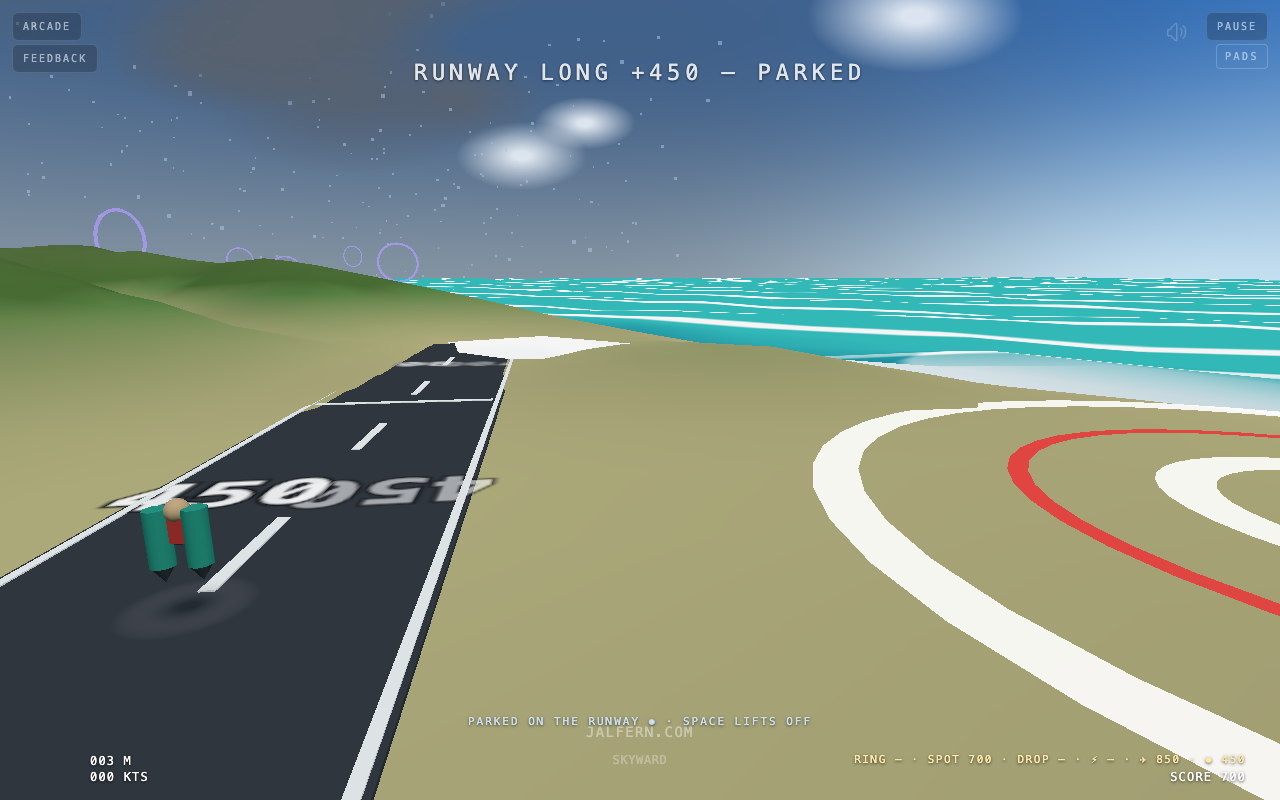 ARCADE
PAUSE
FEEDBACK
PADS
RUNWAY LONG +450 — PARKED
450
450
PARKED ON THE RUNWAY ● · SPACE LIFTS OFF
JALFERN.COM
SKYWARD
003 M
000 KTS
RING — · SPOT 700 · DROP — · ⚡ — · ✈ 850 · ● 450
SCORE 700